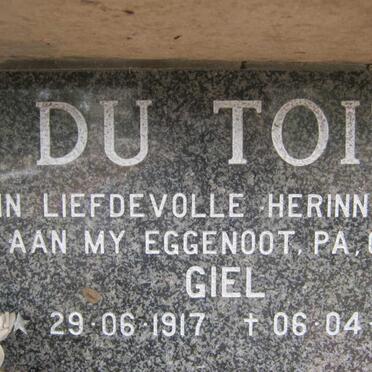 DU TOI
IN LIEFDEVOLLE HERINN
AAN MY EGGENOOT, PA,
GIEL
29·06·1917 † 06·04·